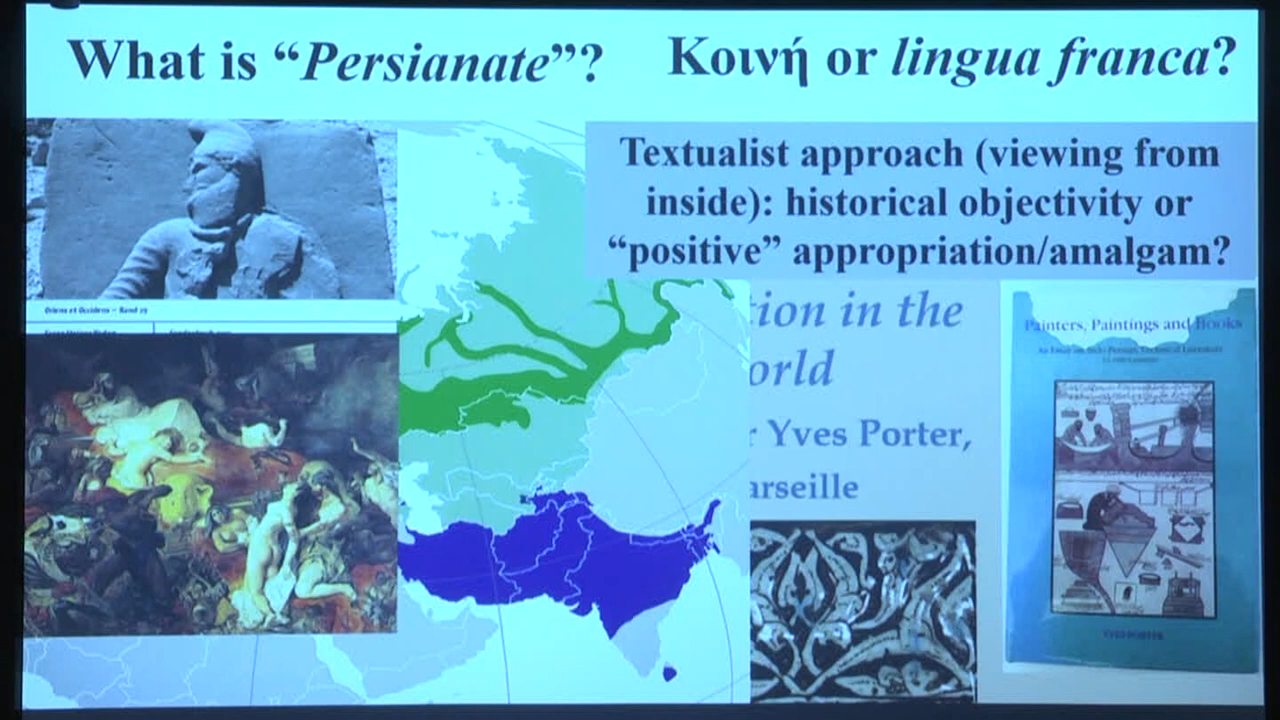 What is “Persianate”?
Κοινή or lingua franca?
Textualist approach (viewing from
inside): historical objectivity or
“positive” appropriation/amalgam?
Oriens et Occidens – Band 29
tion in the
orld
r Yves Porter,
arseille
Painters, Paintings and Books